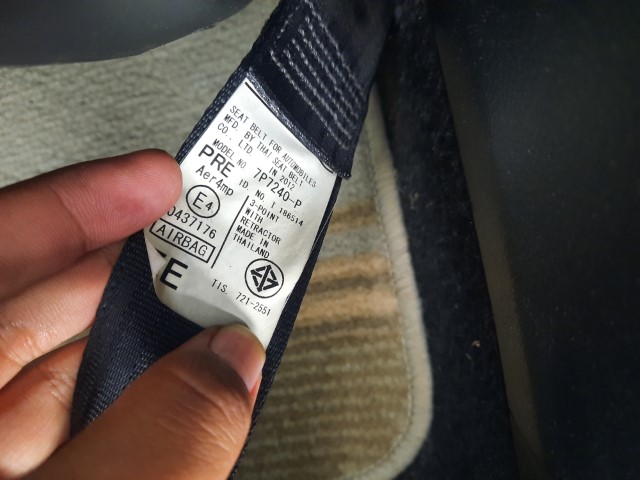 SEAT BELT FOR AUTOMOBILES
MFD. BY THAI SEAT BELT
CO., LTD IN 2012
MODEL NO 7P7240-P
PRE
Aer4mp ID. NO. T 186514
E4
0437176
AIRBAG
3-POINT
WITH
RETRACTOR
MADE IN
THAILAND
E
TIS. 721-2551